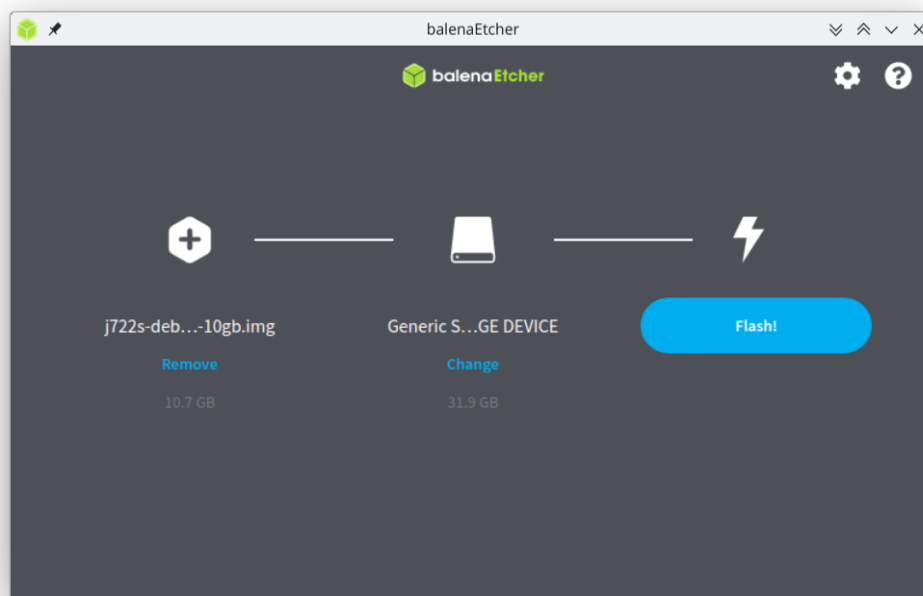 balenaEtcher
balenaEtcher
j722s-deb...-10gb.img
Generic S...GE DEVICE
Flash!
Remove
Change
10.7 GB
31.9 GB